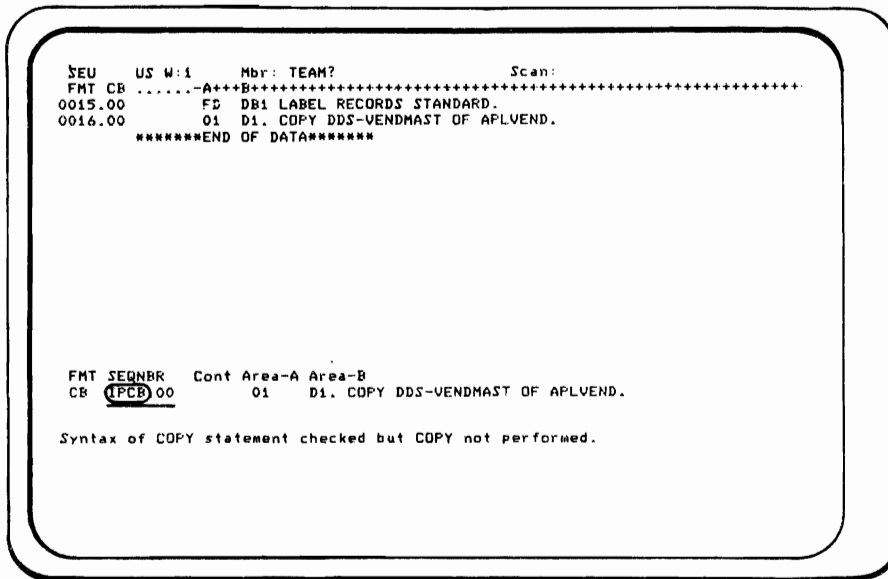 SEU US W:1 Mbr: TEAM? Scan:
FMT CB ......-A+++B++++++++++++++++++++++++++++++++++++++++++++++++++++++++++
0015.00 FD DB1 LABEL RECORDS STANDARD.
0016.00 01 D1. COPY DDS-VENDMAST OF APLVEND.
*******END OF DATA*******
FMT SEQNBR Cont Area-A Area-B
CB IPCB 00 01 D1. COPY DDS-VENDMAST OF APLVEND.
Syntax of COPY statement checked but COPY not performed.